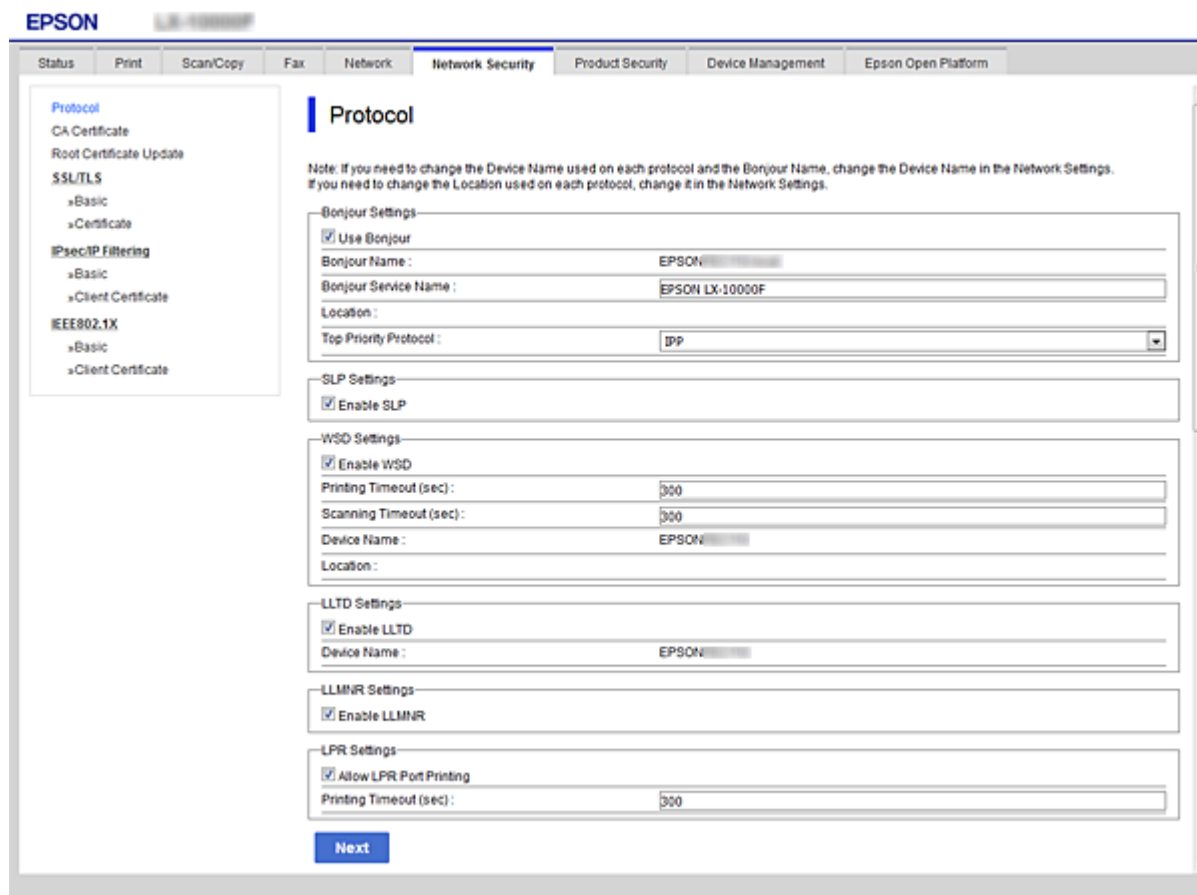 EPSON
Status Print Scan/Copy Fax Network Network Security Product Security Device Management Epson Open Platform
Protocol
CA Certificate
Root Certificate Update
SSL/TLS
»Basic
»Certificate
IPsec/IP Filtering
»Basic
»Client Certificate
IEEE802.1X
»Basic
»Client Certificate
Protocol
Note: If you need to change the Device Name used on each protocol and the Bonjour Name, change the Device Name in the Network Settings.
If you need to change the Location used on each protocol, change it in the Network Settings.
Bonjour Settings
Use Bonjour
Bonjour Name : EPSON
Bonjour Service Name : EPSON LX-10000F
Location :
Top Priority Protocol : IPP
SLP Settings
Enable SLP
WSD Settings
Enable WSD
Printing Timeout (sec) : 300
Scanning Timeout (sec) : 300
Device Name : EPSON
Location :
LLTD Settings
Enable LLTD
Device Name : EPSON
LLMNR Settings
Enable LLMNR
LPR Settings
Allow LPR Port Printing
Printing Timeout (sec) : 300
Next